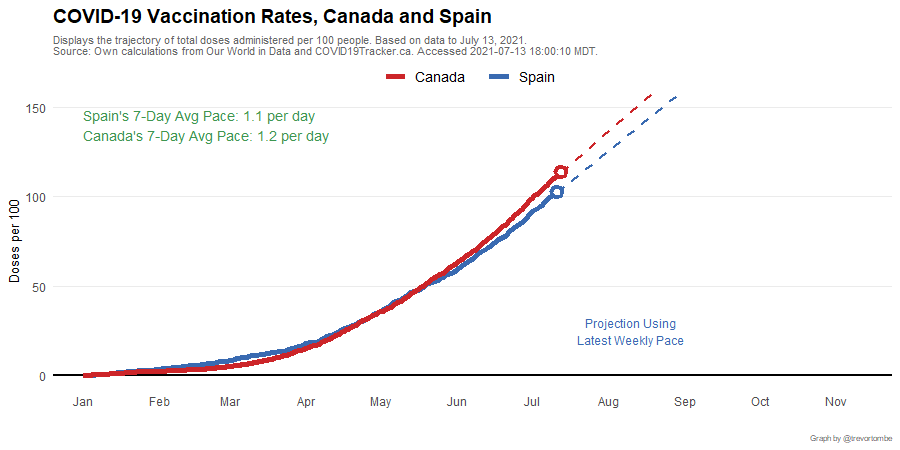 COVID-19 Vaccination Rates, Canada and Spain
Displays the trajectory of total doses administered per 100 people. Based on data to July 13, 2021.
Source: Own calculations from Our World in Data and COVID19Tracker.ca. Accessed 2021-07-13 18:00:10 MDT.
Canada Spain
Spain's 7-Day Avg Pace: 1.1 per day
Canada's 7-Day Avg Pace: 1.2 per day
Doses per 100
150
100
50
0
Projection Using
Latest Weekly Pace
Jan Feb Mar Apr May Jun Jul Aug Sep Oct Nov
Graph by @trevortombe